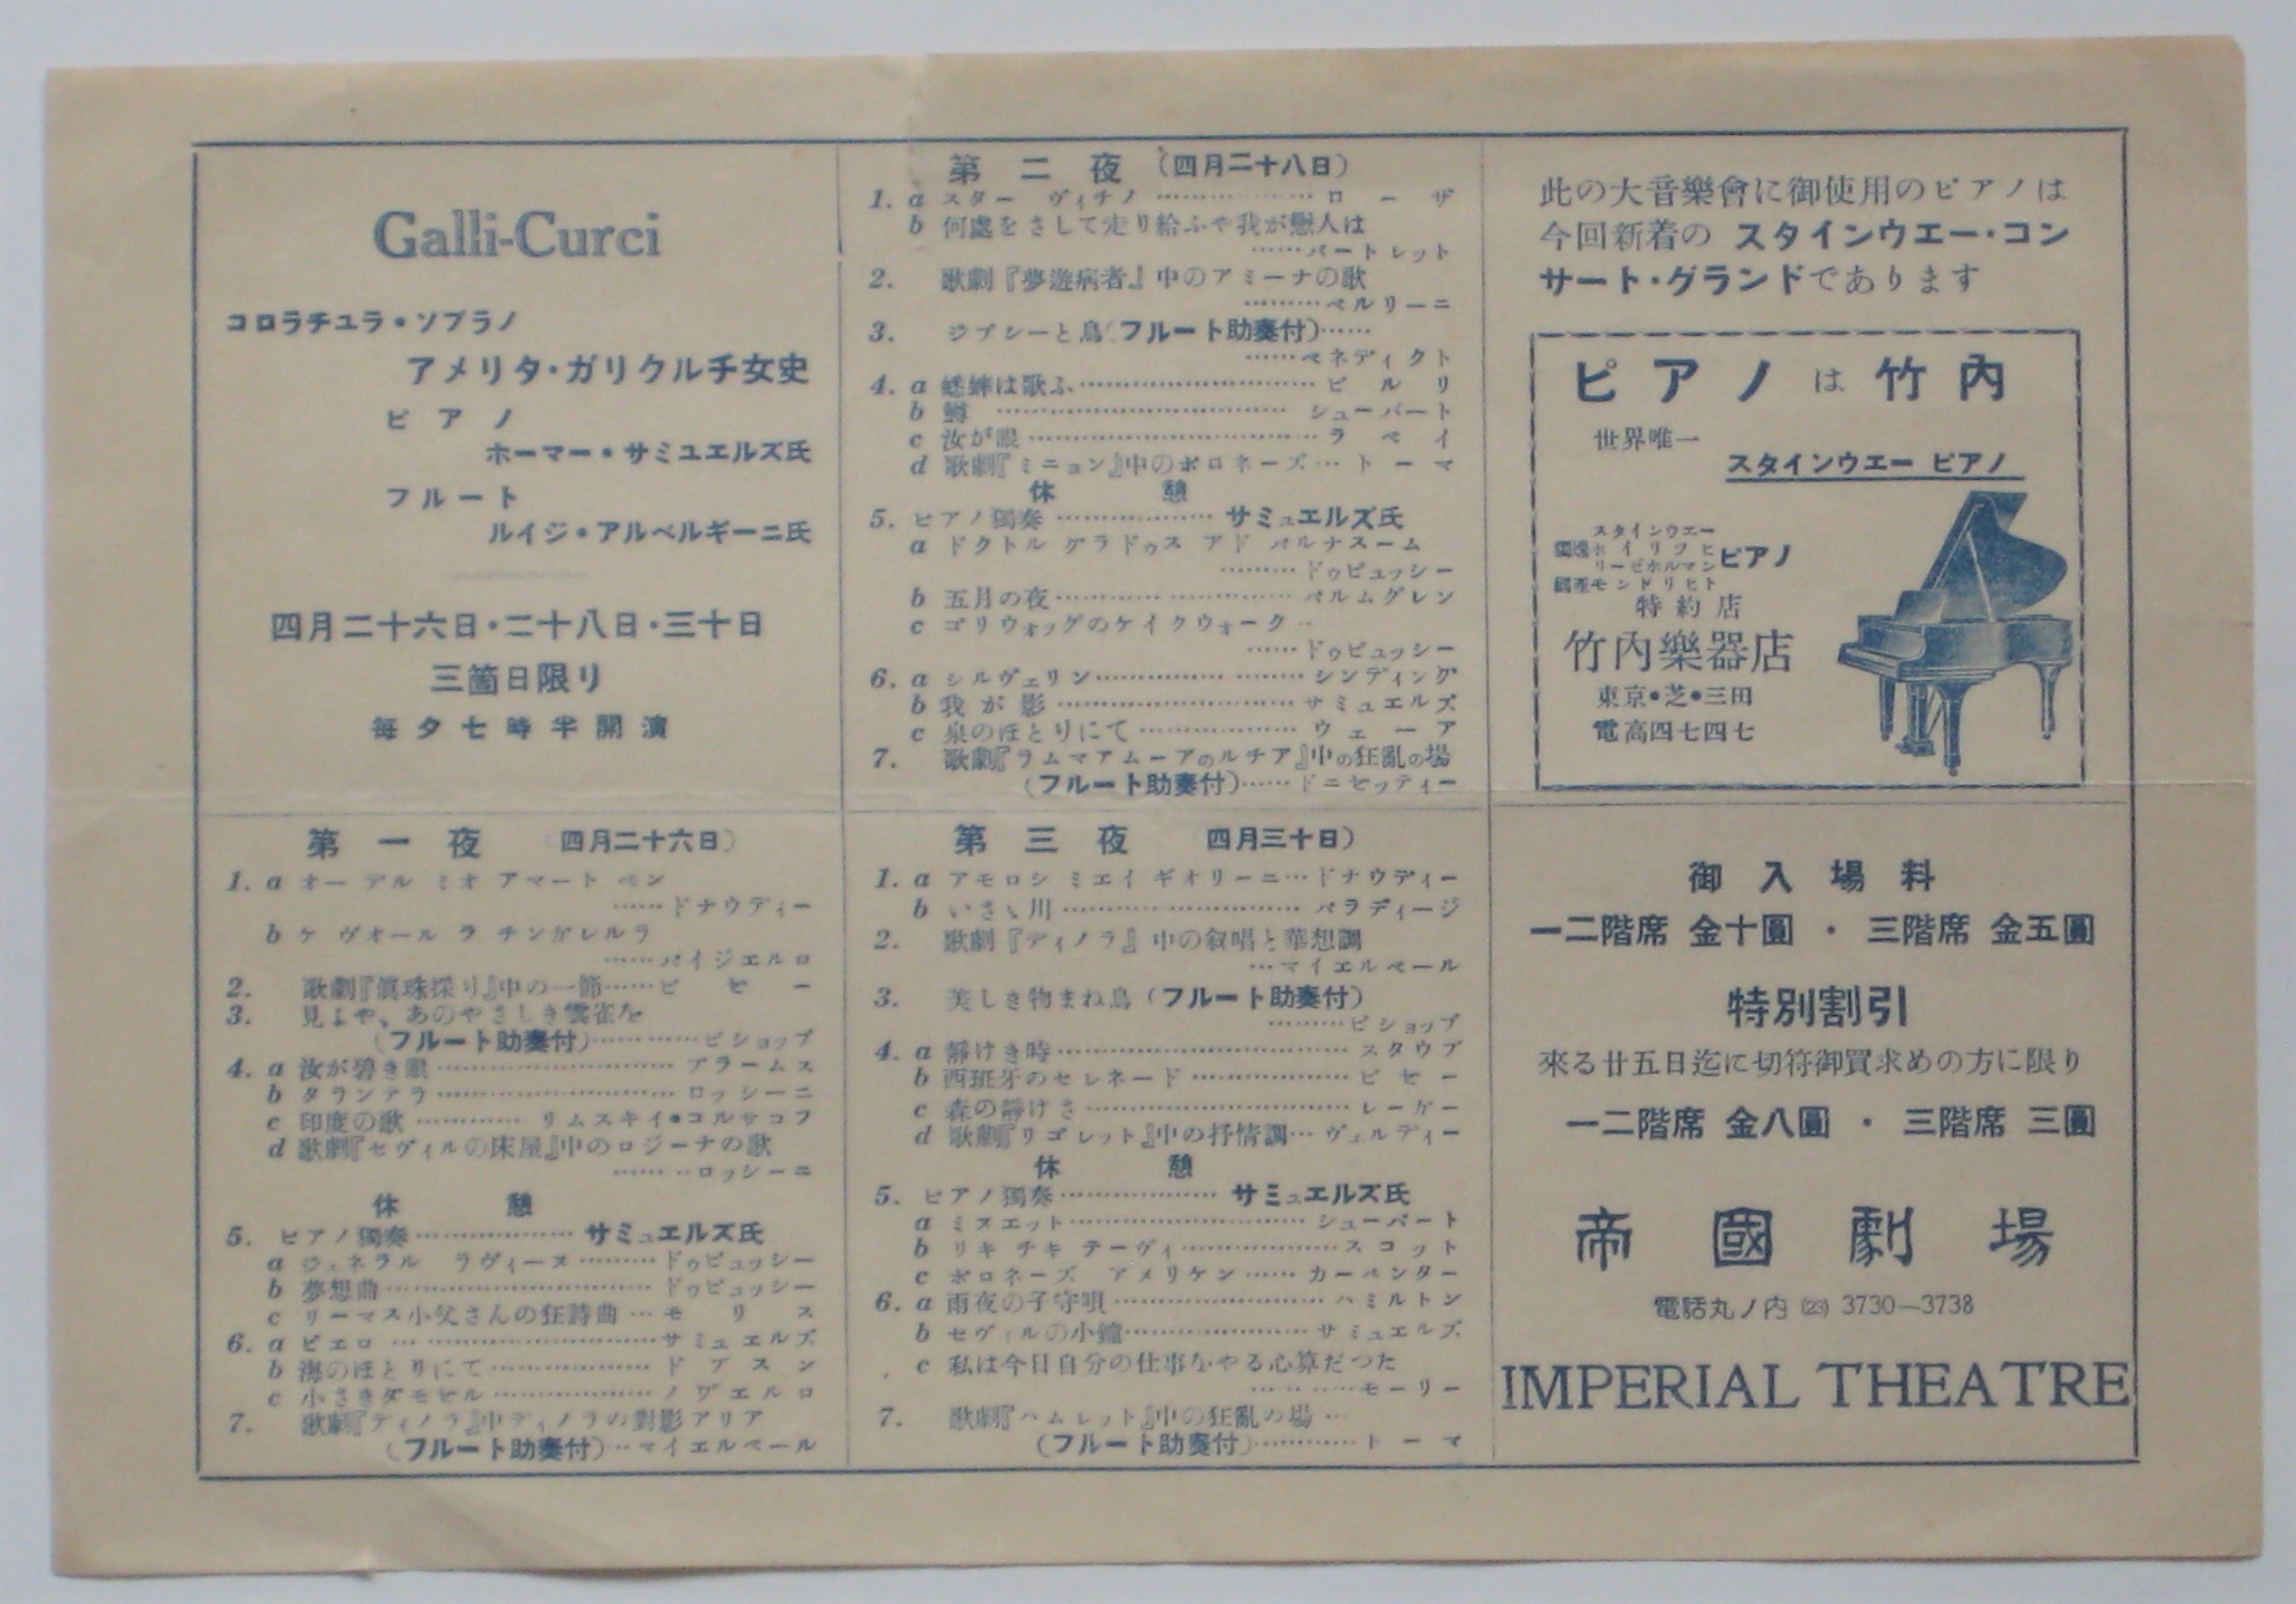 Galli-Curci
コロラチユラ・ソプラノ
アメリタ・ガリクルチ女史
ピアノ
ホーマー・サミユエルズ氏
フルート
ルイジ・アルベルギーニ氏
四月二十六日・二十八日・三十日
三箇日限リ
每夕七時半開演
第一夜 (四月二十六日)
1. a オー デル ミオ アマート ベン
……ドナウディー
b ケ ヴオール ラ チンガレルラ
……パイジエルロ
2. 歌劇『眞珠採り』中の一節……ビゼー
3. 見よや、あのやさしき雲雀を
(フルート助奏付)…………ビショップ
4. a 汝が碧き眼…………ブラームス
b タランテラ…………ロッシーニ
c 印度の歌…………リムスキイ•コルサコフ
d 歌劇『セヴィルの床屋』中のロジーナの歌
………ロッシーニ
休憩
5. ピアノ獨奏…………サミュエルズ氏
a ジェネラル ラヴィーヌ………ドゥビュッシー
b 夢想曲…………ドゥビュッシー
c リーマス小父さんの狂詩曲…モリス
6. a ピエロ…………サミュエルズ
b 海のほとりにて…………ドブスン
c 小さきダモゼル…………ノヴエルロ
7. 歌劇『ディノラ』中ディノラの對影アリア
(フルート助奏付)…マイエルベール
第二夜 (四月二十八日)
1. a スター ヴィチノ…………ローザ
b 何處をさして走り給ふや我が戀人は
……バートレット
2. 歌劇『夢遊病者』中のアミーナの歌
………ベルリーニ
3. ジプシーと鳥(フルート助奏付)……
……ベネディクト
4. a 蟋蟀は歌ふ…………ビルリ
b 鱒…………シューバート
c 汝が眼…………ラベイ
d 歌劇『ミニョン』中のポロネーズ…トーマ
休憩
5. ピアノ獨奏…………サミュエルズ氏
a ドクトル グラドゥス アド パルナスーム
………ドゥビュッシー
b 五月の夜…………パルムグレン
c ゴリウォッグのケイクウォーク‥
……ドゥビュッシー
6. a シルヴェリン…………シンディング
b 我が影…………サミュエルズ
c 泉のほとりにて…………ウェーア
7. 歌劇『ラムマアムーアのルチア』中の狂亂の場
(フルート助奏付)……ドニゼッティー
第三夜 四月三十日)
1. a アモロシ ミエイ ギオリーニ…ドナウディー
b いさゝ川…………パラディージ
2. 歌劇『ディノラ』中の叙唱と華想調
…マイエルベール
3. 美しき物まね鳥(フルート助奏付)
………ビショップ
4. a 靜けき時…………スタウブ
b 西班牙のセレネード…………ビゼー
c 森の靜けさ…………レーガー
d 歌劇『リゴレット』中の抒情調…ヴェルディー
休憩
5. ピアノ獨奏…………サミュエルズ氏
a ミヌエット…………シューバート
b リキ チキ テーヴィ…………スコット
c ポロネーズ アメリケン……カーペンター
6. a 雨夜の子守唄…………ハミルトン
b セヴィルの小鐘…………サミュエルズ
c 私は今日自分の仕事をやる心算だつた
…………モーリー
7. 歌劇『ハムレット』中の狂亂の場…
(フルート助奏付)…………トーマ
此の大音樂會に御使用のピアノは
今回新着の スタインウエー・コン
サート・グランドであります
ピアノは竹內
世界唯一
スタインウエー ピアノ
スタインウエー
獨逸ホイリツヒ
リーゼホルマン
ピアノ
國產モンドリヒト
特約店
竹內樂器店
東京•芝•三田
電高四七四七
御入場料
一二階席 金十圓 ・ 三階席 金五圓
特別割引
來る廿五日迄に切符御買求めの方に限り
一二階席 金八圓 ・ 三階席 三圓
帝國劇場
電話丸ノ内 (23) 3730—3738
IMPERIAL THEATRE